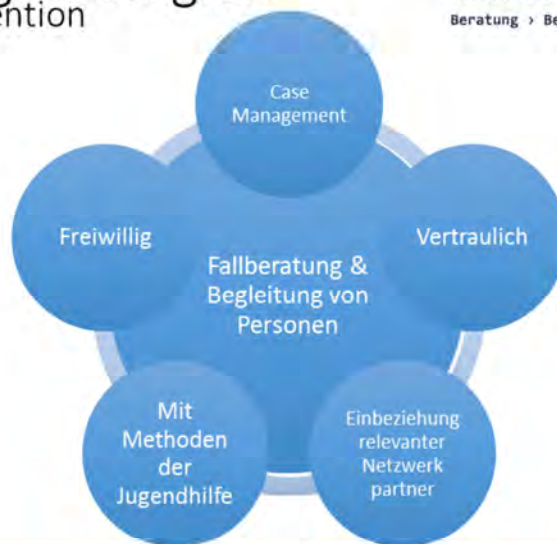 ention
Beratung › Be
Case
Management
Freiwillig
Vertraulich
Fallberatung &
Begleitung von
Personen
Mit
Methoden
der
Jugendhilfe
Einbeziehung
relevanter
Netzwerk
partner